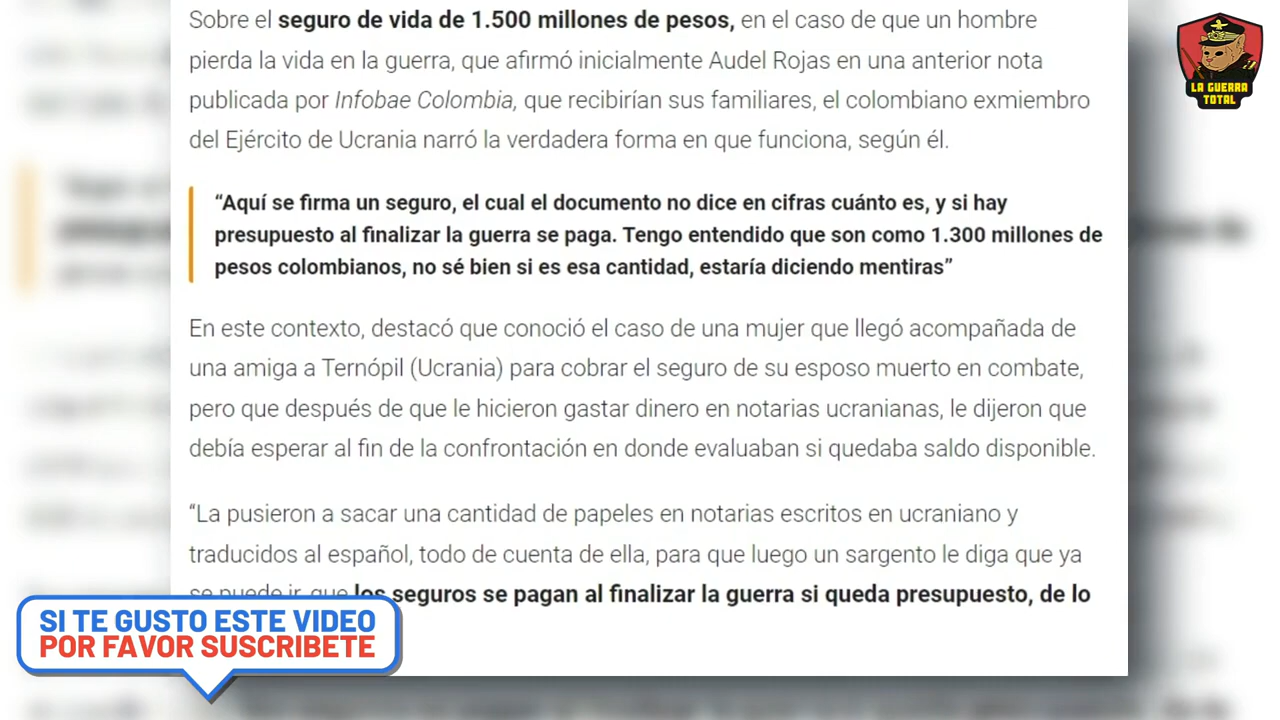 Sobre el seguro de vida de 1.500 millones de pesos, en el caso de que un hombre
pierda la vida en la guerra, que afirmó inicialmente Audel Rojas en una anterior nota
publicada por Infobae Colombia, que recibirían sus familiares, el colombiano exmiembro
del Ejército de Ucrania narró la verdadera forma en que funciona, según él.
“Aquí se firma un seguro, el cual el documento no dice en cifras cuánto es, y si hay
presupuesto al finalizar la guerra se paga. Tengo entendido que son como 1.300 millones de
pesos colombianos, no sé bien si es esa cantidad, estaría diciendo mentiras”
En este contexto, destacó que conoció el caso de una mujer que llegó acompañada de
una amiga a Ternópil (Ucrania) para cobrar el seguro de su esposo muerto en combate,
pero que después de que le hicieron gastar dinero en notarias ucranianas, le dijeron que
debía esperar al fin de la confrontación en donde evaluaban si quedaba saldo disponible.
“La pusieron a sacar una cantidad de papeles en notarias escritos en ucraniano y
traducidos al español, todo de cuenta de ella, para que luego un sargento le diga que ya
se puede ir, que los seguros se pagan al finalizar la guerra si queda presupuesto, de lo
SI TE GUSTO ESTE VIDEO
POR FAVOR SUSCRIBETE
LA GUERRA
TOTAL